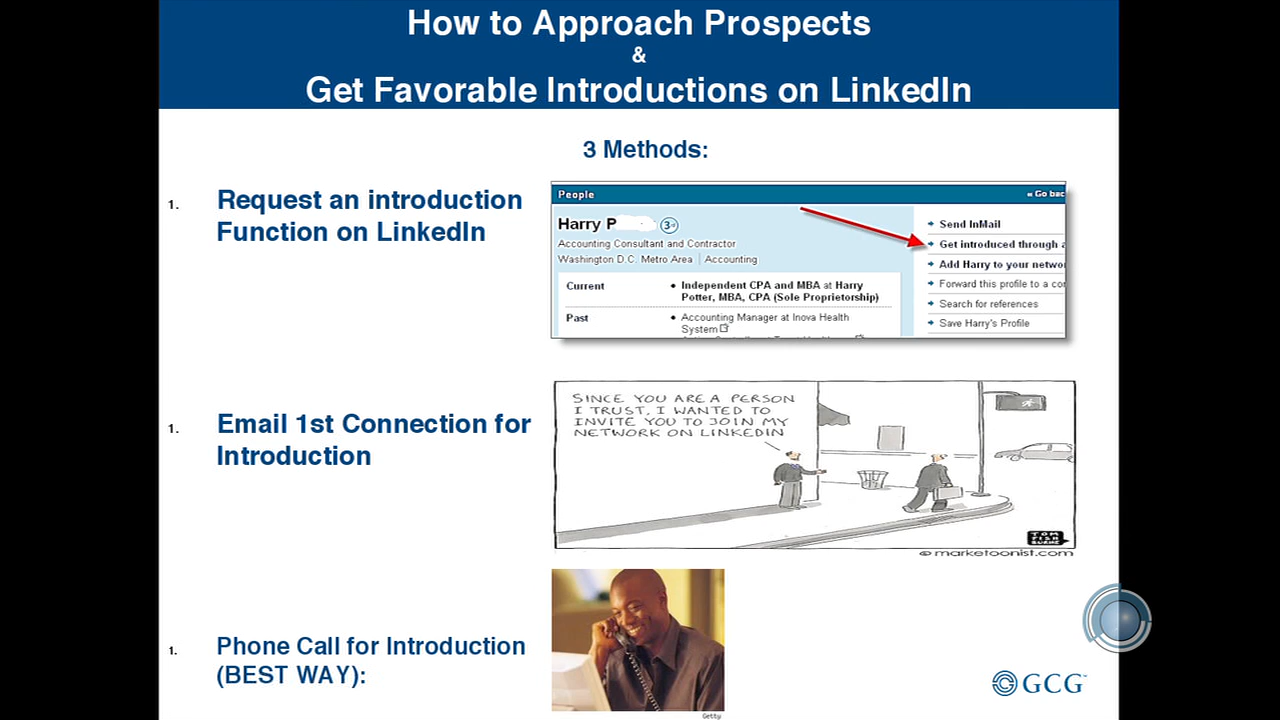 How to Approach Prospects
&
Get Favorable Introductions on LinkedIn
3 Methods:
1. Request an introduction
Function on LinkedIn
People
« Go bac
Harry P
3rd
Accounting Consultant and Contractor
Washington D.C. Metro Area | Accounting
Current
• Independent CPA and MBA at Harry
Potter, MBA, CPA (Sole Proprietorship)
Past
• Accounting Manager at Inova Health
System
Send InMail
Get introduced through a
Add Harry to your netwo
Forward this profile to a co
Search for references
Save Harry's Profile
1. Email 1st Connection for
Introduction
SINCE YOU ARE A PERSON
I TRUST, I WANTED TO
INVITE YOU TO JOIN MY
NETWORK ON LINKEDIN
TOM
FISH
BURNE
© marketoonist.com
1. Phone Call for Introduction
(BEST WAY):
Getty
GCG